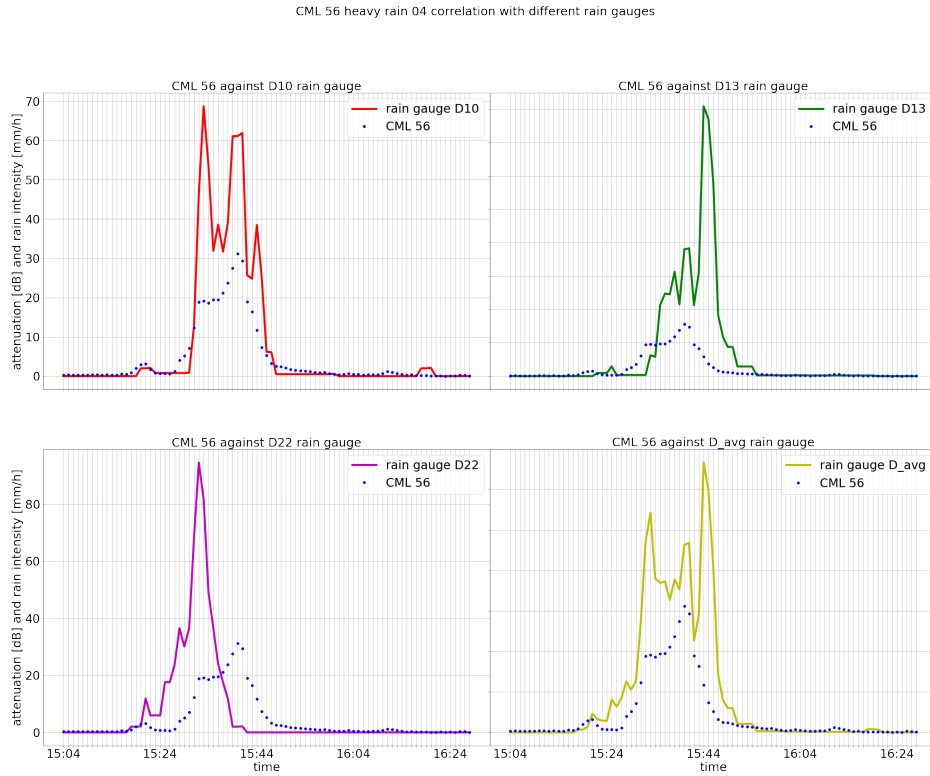 CML 56 heavy rain 04 correlation with different rain gauges
CML 56 against D10 rain gauge
attenuation [dB] and rain intensity [mm/h]
70
60
50
40
30
20
10
0
rain gauge D10
CML 56
CML 56 against D13 rain gauge
rain gauge D13
CML 56
CML 56 against D22 rain gauge
attenuation [dB] and rain intensity [mm/h]
80
60
40
20
0
rain gauge D22
CML 56
15:04 15:24 15:44 16:04 16:24
time
CML 56 against D_avg rain gauge
rain gauge D_avg
CML 56
15:04 15:24 15:44 16:04 16:24
time